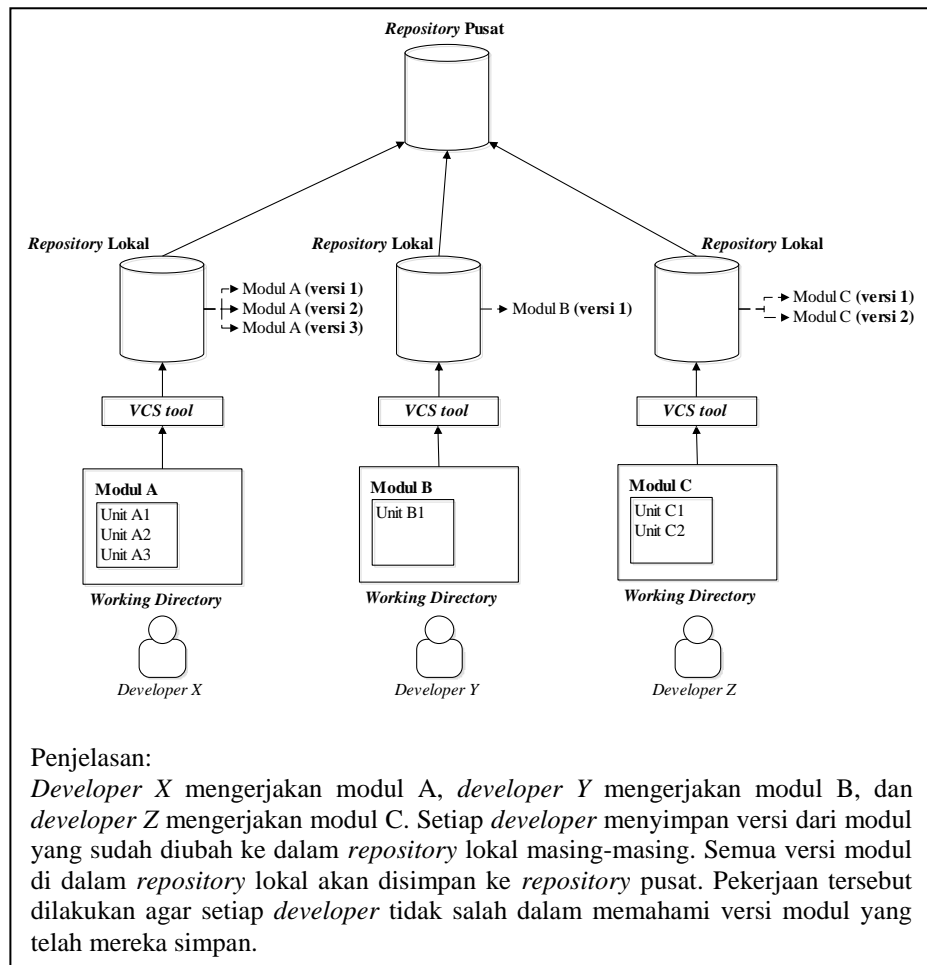 Repository Pusat
Repository Lokal
Repository Lokal
Repository Lokal
Modul A (versi 1)
Modul A (versi 2)
Modul A (versi 3)
Modul B (versi 1)
Modul C (versi 1)
Modul C (versi 2)
VCS tool
VCS tool
VCS tool
Modul A
Unit A1
Unit A2
Unit A3
Modul B
Unit B1
Modul C
Unit C1
Unit C2
Working Directory
Working Directory
Working Directory
Developer X
Developer Y
Developer Z
Penjelasan:
Developer X mengerjakan modul A, developer Y mengerjakan modul B, dan
developer Z mengerjakan modul C. Setiap developer menyimpan versi dari modul
yang sudah diubah ke dalam repository lokal masing-masing. Semua versi modul
di dalam repository lokal akan disimpan ke repository pusat. Pekerjaan tersebut
dilakukan agar setiap developer tidak salah dalam memahami versi modul yang
telah mereka simpan.